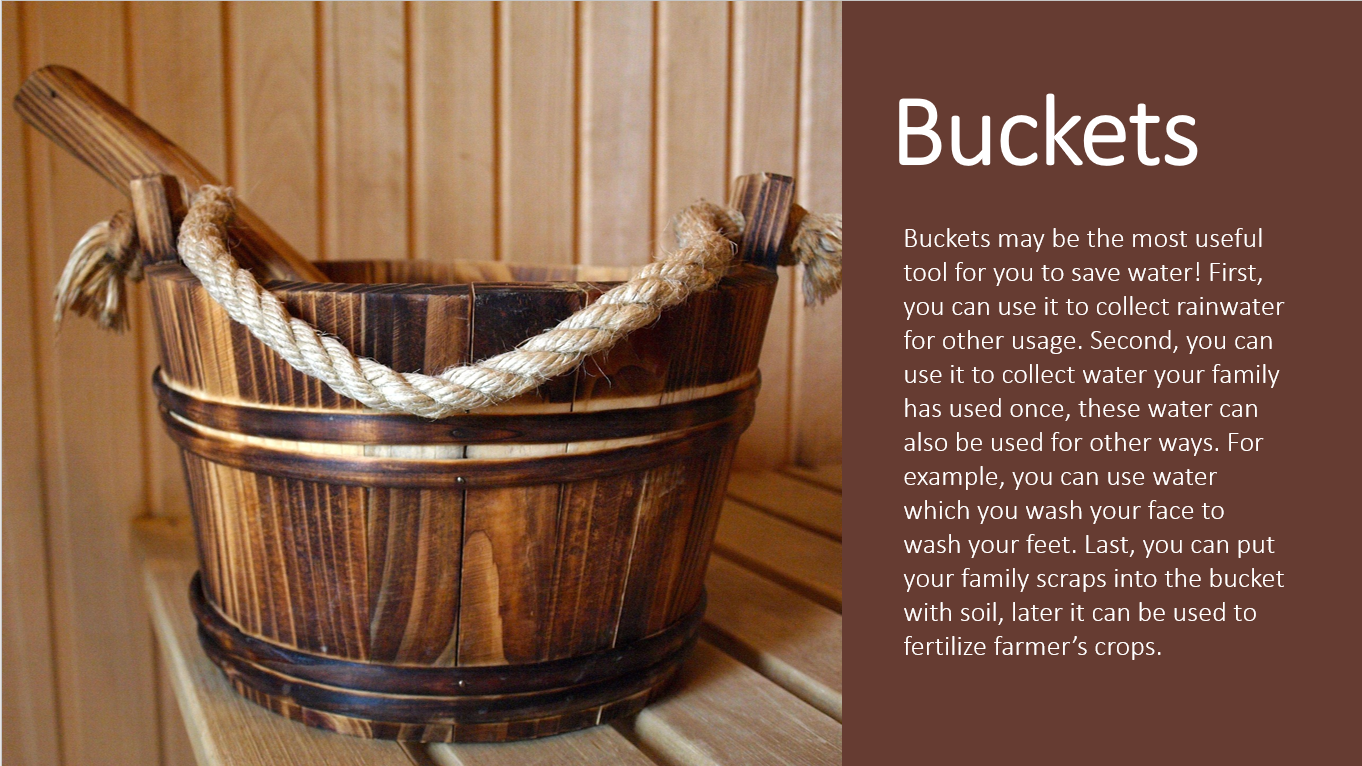 Buckets
Buckets may be the most useful
tool for you to save water! First,
you can use it to collect rainwater
for other usage. Second, you can
use it to collect water your family
has used once, these water can
also be used for other ways. For
example, you can use water
which you wash your face to
wash your feet. Last, you can put
your family scraps into the bucket
with soil, later it can be used to
fertilize farmer’s crops.